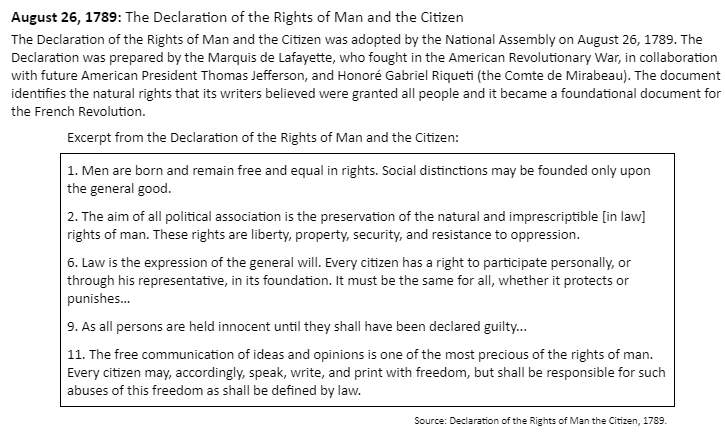 August 26, 1789: The Declaration of the Rights of Man and the Citizen
The Declaration of the Rights of Man and the Citizen was adopted by the National Assembly on August 26, 1789. The
Declaration was prepared by the Marquis de Lafayette, who fought in the American Revolutionary War, in collaboration
with future American President Thomas Jefferson, and Honoré Gabriel Riqueti (the Comte de Mirabeau). The document
identifies the natural rights that its writers believed were granted all people and it became a foundational document for
the French Revolution.
Excerpt from the Declaration of the Rights of Man and the Citizen:
1. Men are born and remain free and equal in rights. Social distinctions may be founded only upon
the general good.
2. The aim of all political association is the preservation of the natural and imprescriptible [in law]
rights of man. These rights are liberty, property, security, and resistance to oppression.
6. Law is the expression of the general will. Every citizen has a right to participate personally, or
through his representative, in its foundation. It must be the same for all, whether it protects or
punishes...
9. As all persons are held innocent until they shall have been declared guilty...
11. The free communication of ideas and opinions is one of the most precious of the rights of man.
Every citizen may, accordingly, speak, write, and print with freedom, but shall be responsible for such
abuses of this freedom as shall be defined by law.
Source: Declaration of the Rights of Man the Citizen, 1789.